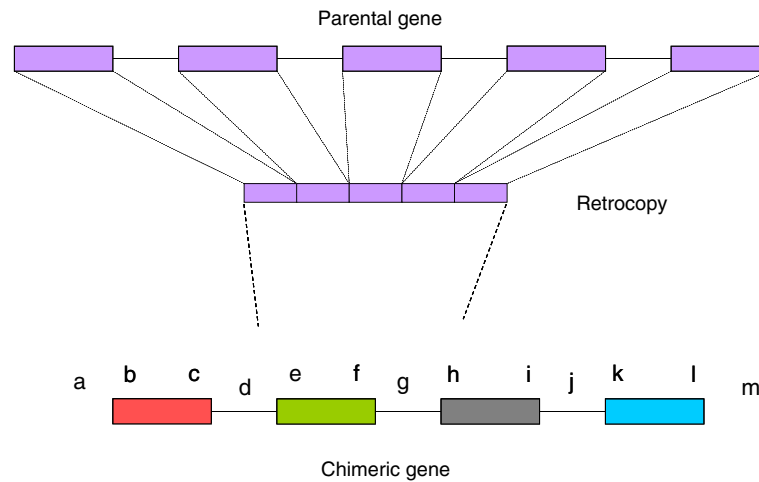 Parental gene
Retrocopy
a b c d e f g h i j k l m
Chimeric gene